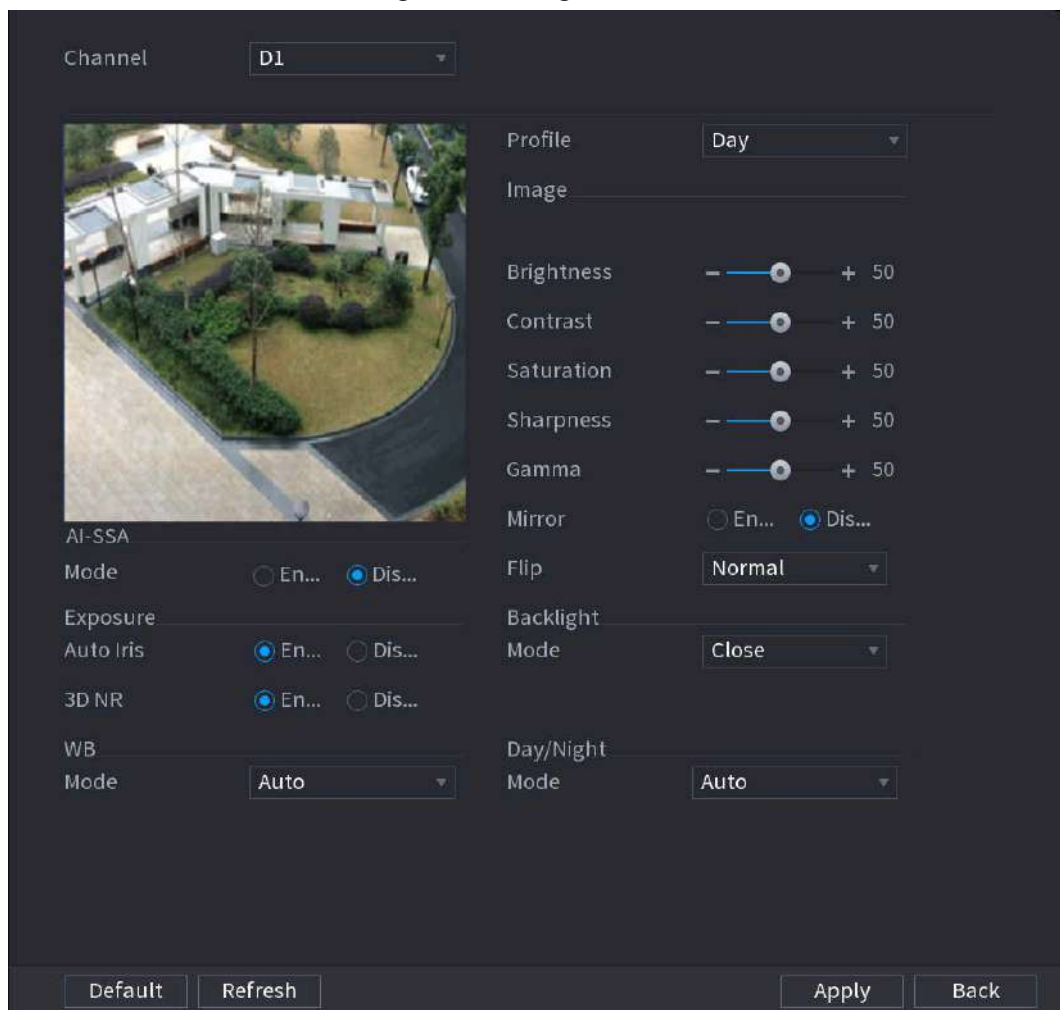 Channel D1
Profile Day
Image
Brightness - + 50
Contrast - + 50
Saturation - + 50
Sharpness - + 50
Gamma - + 50
Mirror En... Dis...
Flip Normal
Backlight
Mode Close
AI-SSA
Mode En... Dis...
Exposure
Auto Iris En... Dis...
3D NR En... Dis...
WB
Mode Auto
Day/Night
Mode Auto
Default Refresh Apply Back